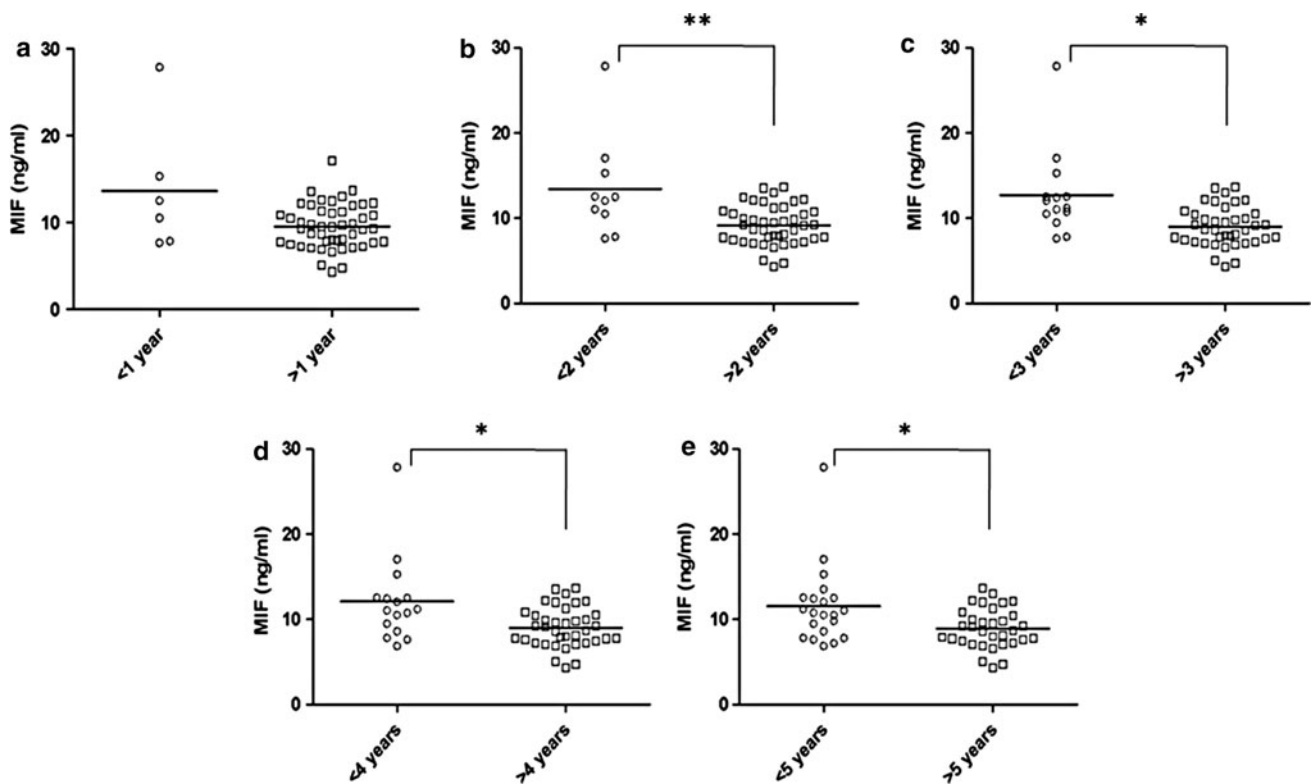 a
30
20
10
0
MIF (ng/ml)
<1 year
>1 year
b
**
30
20
10
0
MIF (ng/ml)
<2 years
>2 years
c
*
30
20
10
0
MIF (ng/ml)
<3 years
>3 years
d
*
30
20
10
0
MIF (ng/ml)
<4 years
>4 years
e
*
30
20
10
0
MIF (ng/ml)
<5 years
>5 years